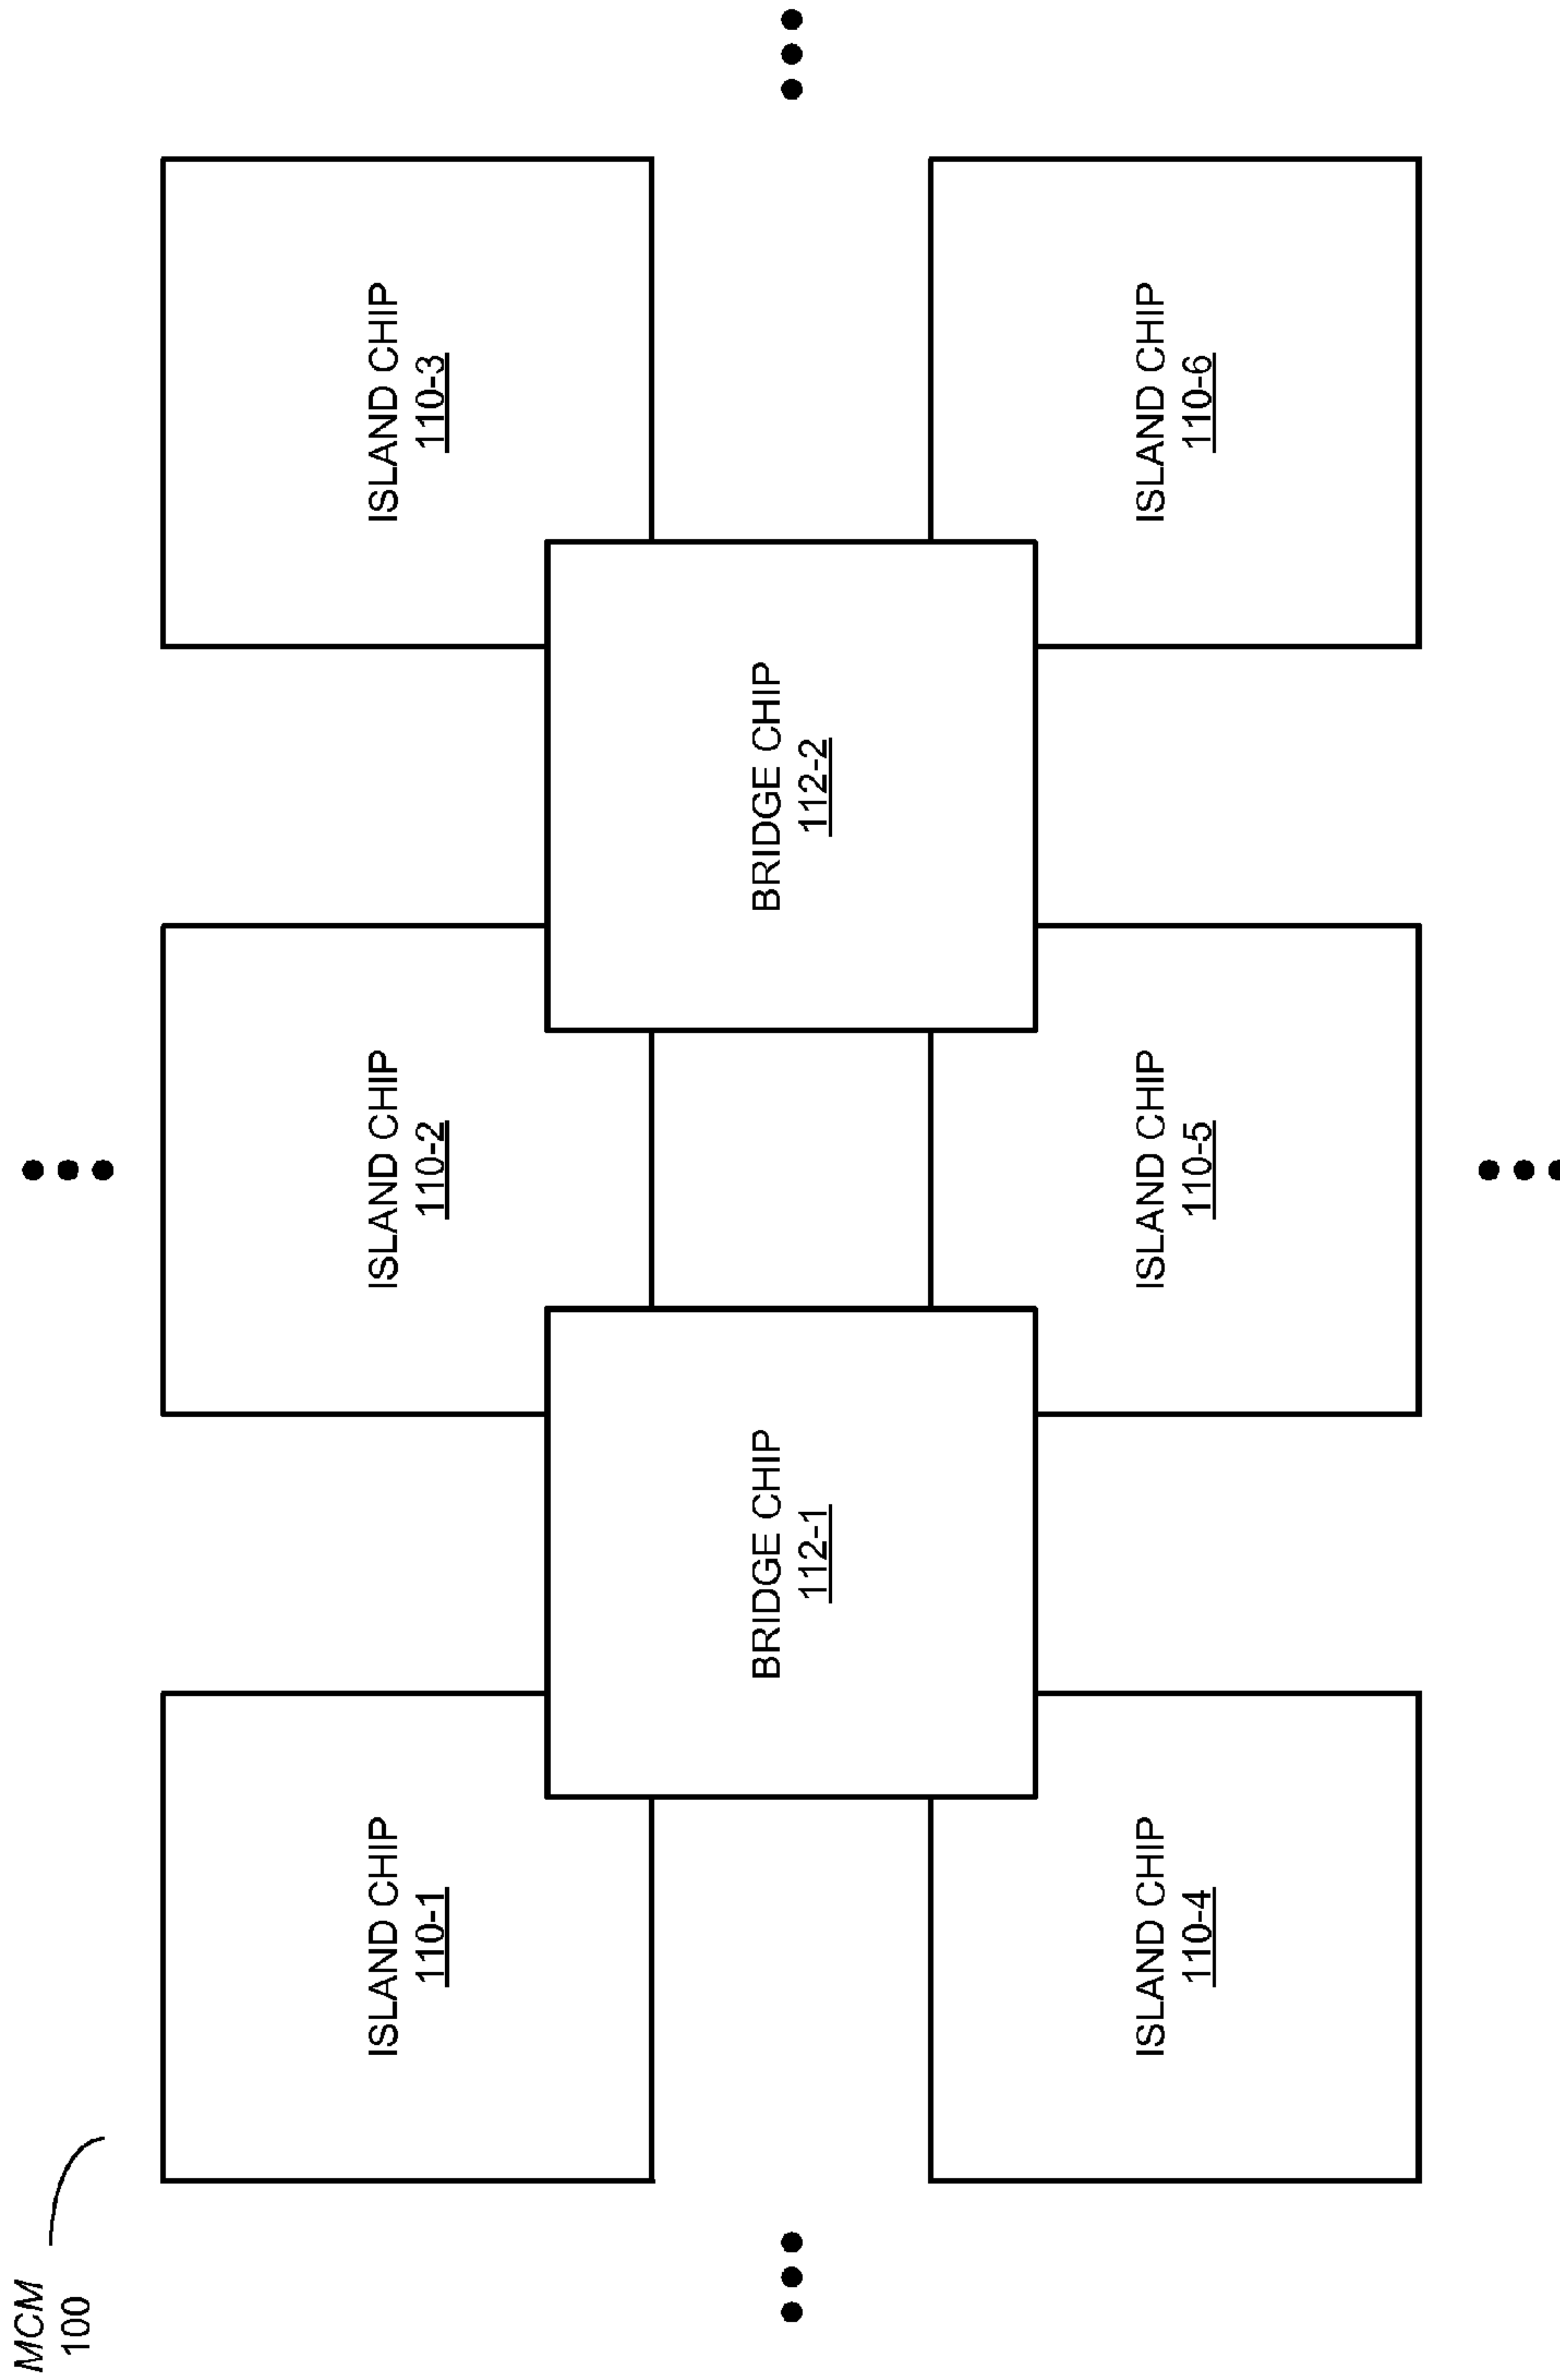 MCM
100
ISLAND CHIP
110-1
ISLAND CHIP
110-2
ISLAND CHIP
110-3
BRIDGE CHIP
112-1
BRIDGE CHIP
112-2
ISLAND CHIP
110-4
ISLAND CHIP
110-5
ISLAND CHIP
110-6